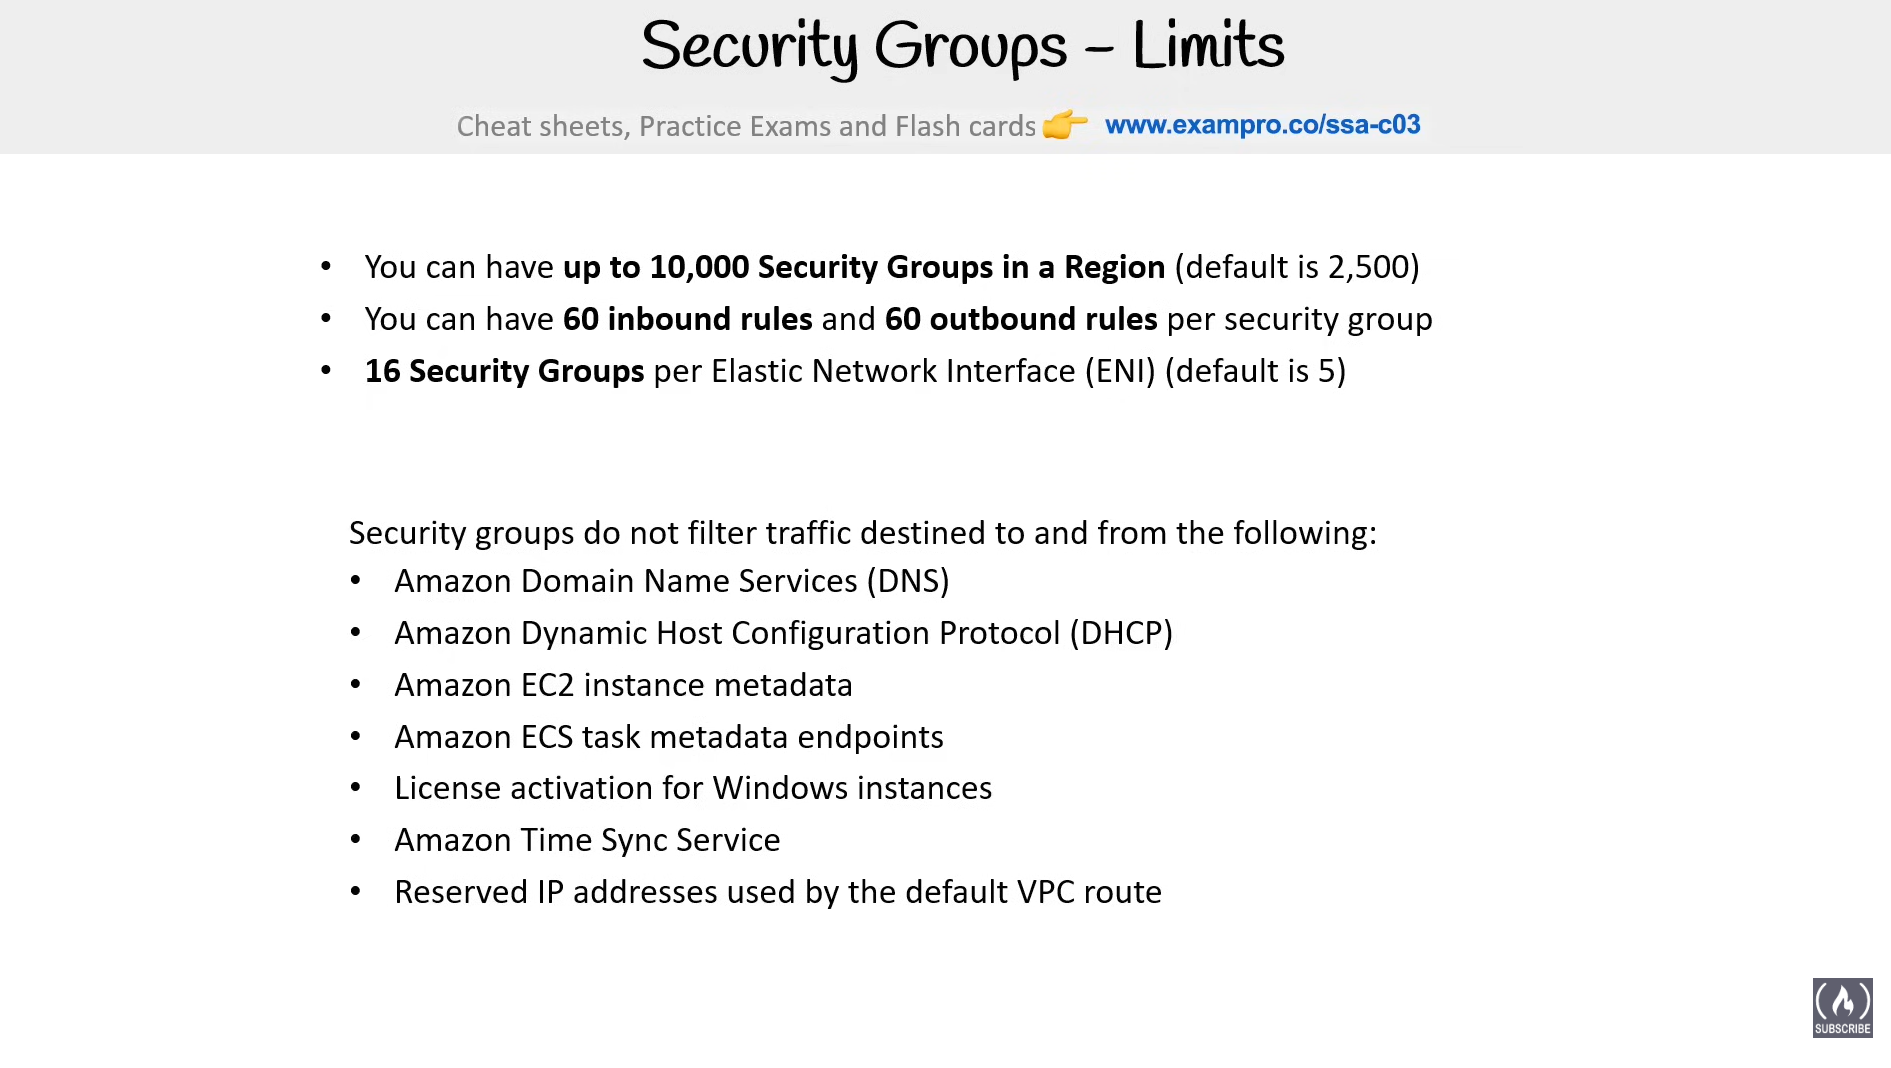 Security Groups – Limits
Cheat sheets, Practice Exams and Flash cards 👉 www.exampro.co/ssa-c03
• You can have up to 10,000 Security Groups in a Region (default is 2,500)
• You can have 60 inbound rules and 60 outbound rules per security group
• 16 Security Groups per Elastic Network Interface (ENI) (default is 5)
Security groups do not filter traffic destined to and from the following:
• Amazon Domain Name Services (DNS)
• Amazon Dynamic Host Configuration Protocol (DHCP)
• Amazon EC2 instance metadata
• Amazon ECS task metadata endpoints
• License activation for Windows instances
• Amazon Time Sync Service
• Reserved IP addresses used by the default VPC route
SUBSCRIBE